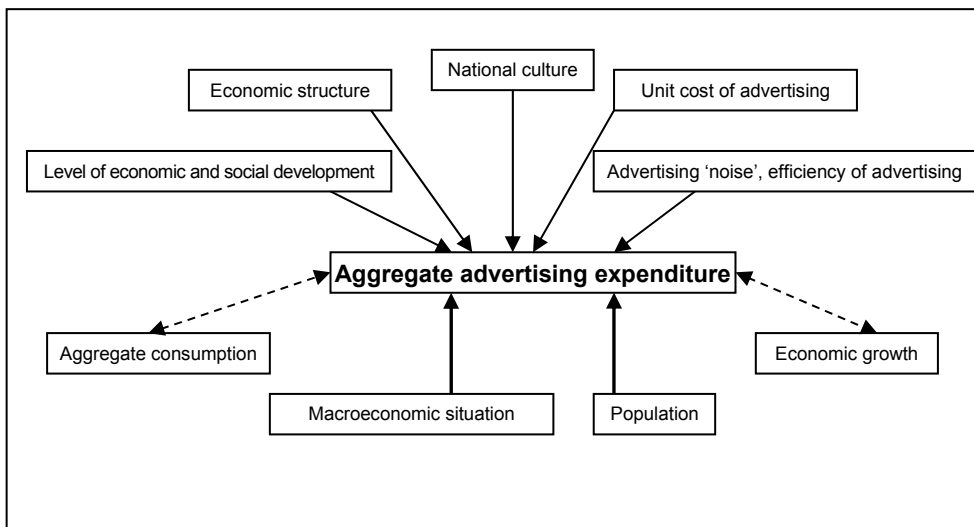 National culture
Economic structure
Unit cost of advertising
Level of economic and social development
Advertising ‘noise’, efficiency of advertising
Aggregate advertising expenditure
Aggregate consumption
Economic growth
Macroeconomic situation
Population